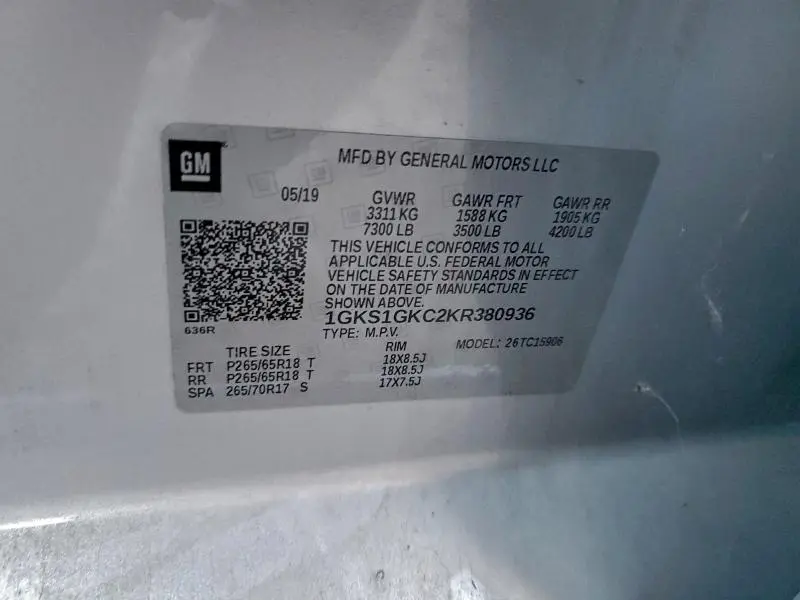 GM
MFD BY GENERAL MOTORS LLC
05/19 GVWR GAWR FRT GAWR RR
3311 KG 1588 KG 1905 KG
7300 LB 3500 LB 4200 LB
THIS VEHICLE CONFORMS TO ALL
APPLICABLE U.S. FEDERAL MOTOR
VEHICLE SAFETY STANDARDS IN EFFECT
ON THE DATE OF MANUFACTURE
SHOWN ABOVE.
1GKS1GKC2KR380936
636R
TYPE: M.P.V.
MODEL: 26TC15906
TIRE SIZE RIM
FRT P265/65R18 T 18X8.5J
RR P265/65R18 T 18X8.5J
SPA 265/70R17 S 17X7.5J